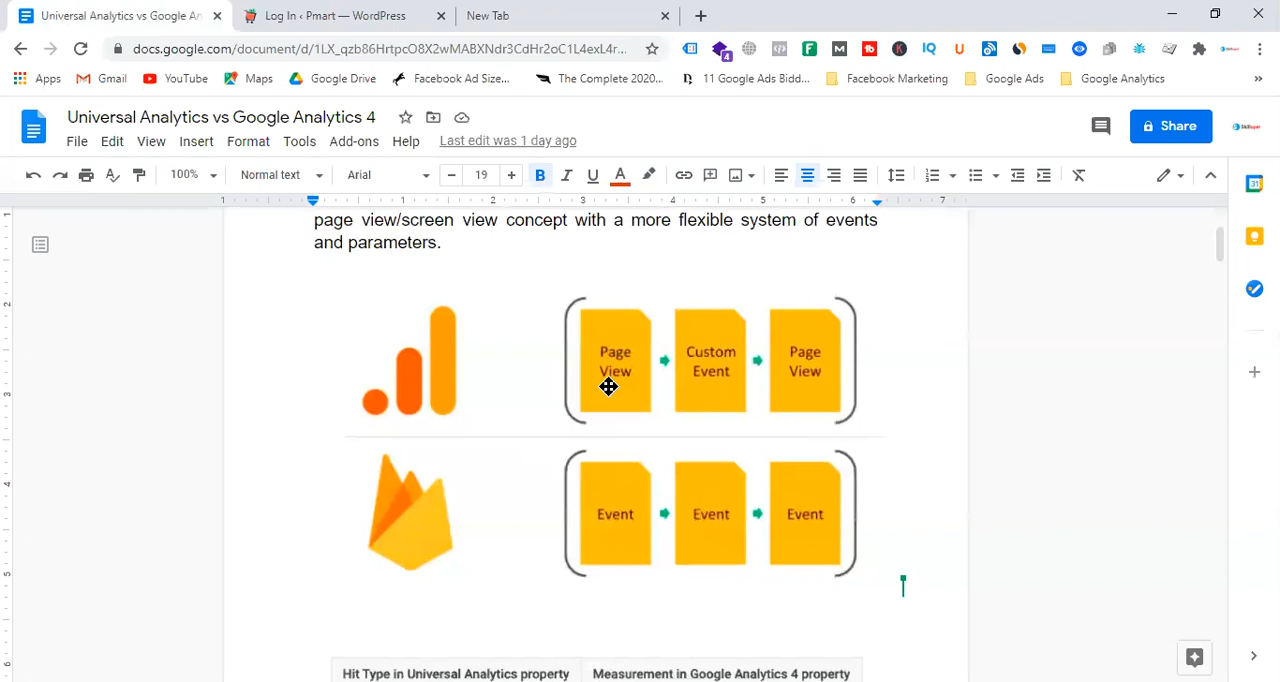 Universal Analytics vs Google An
Log In ‹ Pmart — WordPress
New Tab
docs.google.com/document/d/1LX_qzb86HrtpcO8X2wMABXNdr3CdHr2oC1L4exL4r...
Apps
Gmail
YouTube
Maps
Google Drive
Facebook Ad Size...
The Complete 2020...
11 Google Ads Bidd...
Facebook Marketing
Google Ads
Google Analytics
Universal Analytics vs Google Analytics 4
File Edit View Insert Format Tools Add-ons Help Last edit was 1 day ago
Share
100% Normal text Arial 19
page view/screen view concept with a more flexible system of events
and parameters.
Page
View
Custom
Event
Page
View
Event
Event
Event
Hit Type in Universal Analytics property
Measurement in Google Analytics 4 property